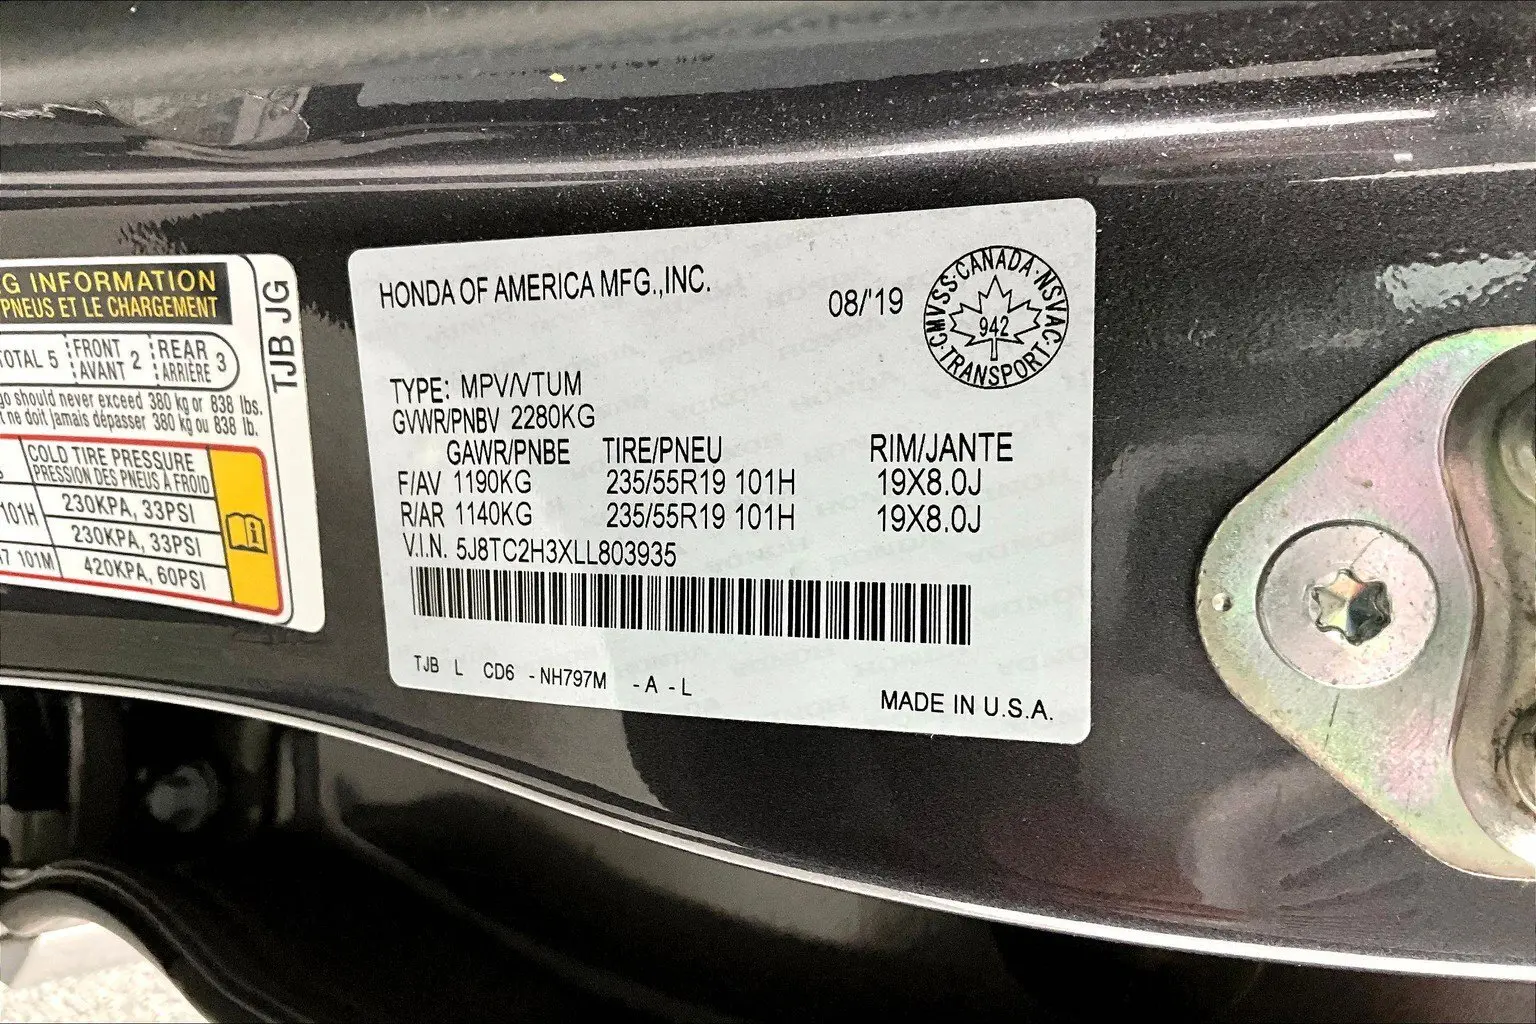 G INFORMATION
PNEUS ET LE CHARGEMENT
TOTAL 5 FRONT AVANT 2 REAR ARRIÈRE 3
go should never exceed 380 kg or 838 lbs.
t ne doit jamais dépasser 380 kg ou 838 lb.
COLD TIRE PRESSURE
PRESSION DES PNEUS À FROID
230KPA, 33PSI
101H 230KPA, 33PSI
7 101M 420KPA, 60PSI
TJB JG
HONDA OF AMERICA MFG.,INC.
08/'19
CMVSS·CANADA·NSVAC·TRANSPORT·
942
TYPE: MPV/VTUM
GVWR/PNBV 2280KG
GAWR/PNBE TIRE/PNEU RIM/JANTE
F/AV 1190KG 235/55R19 101H 19X8.0J
R/AR 1140KG 235/55R19 101H 19X8.0J
V.I.N. 5J8TC2H3XLL803935
TJB L CD6 -NH797M -A -L
MADE IN U.S.A.